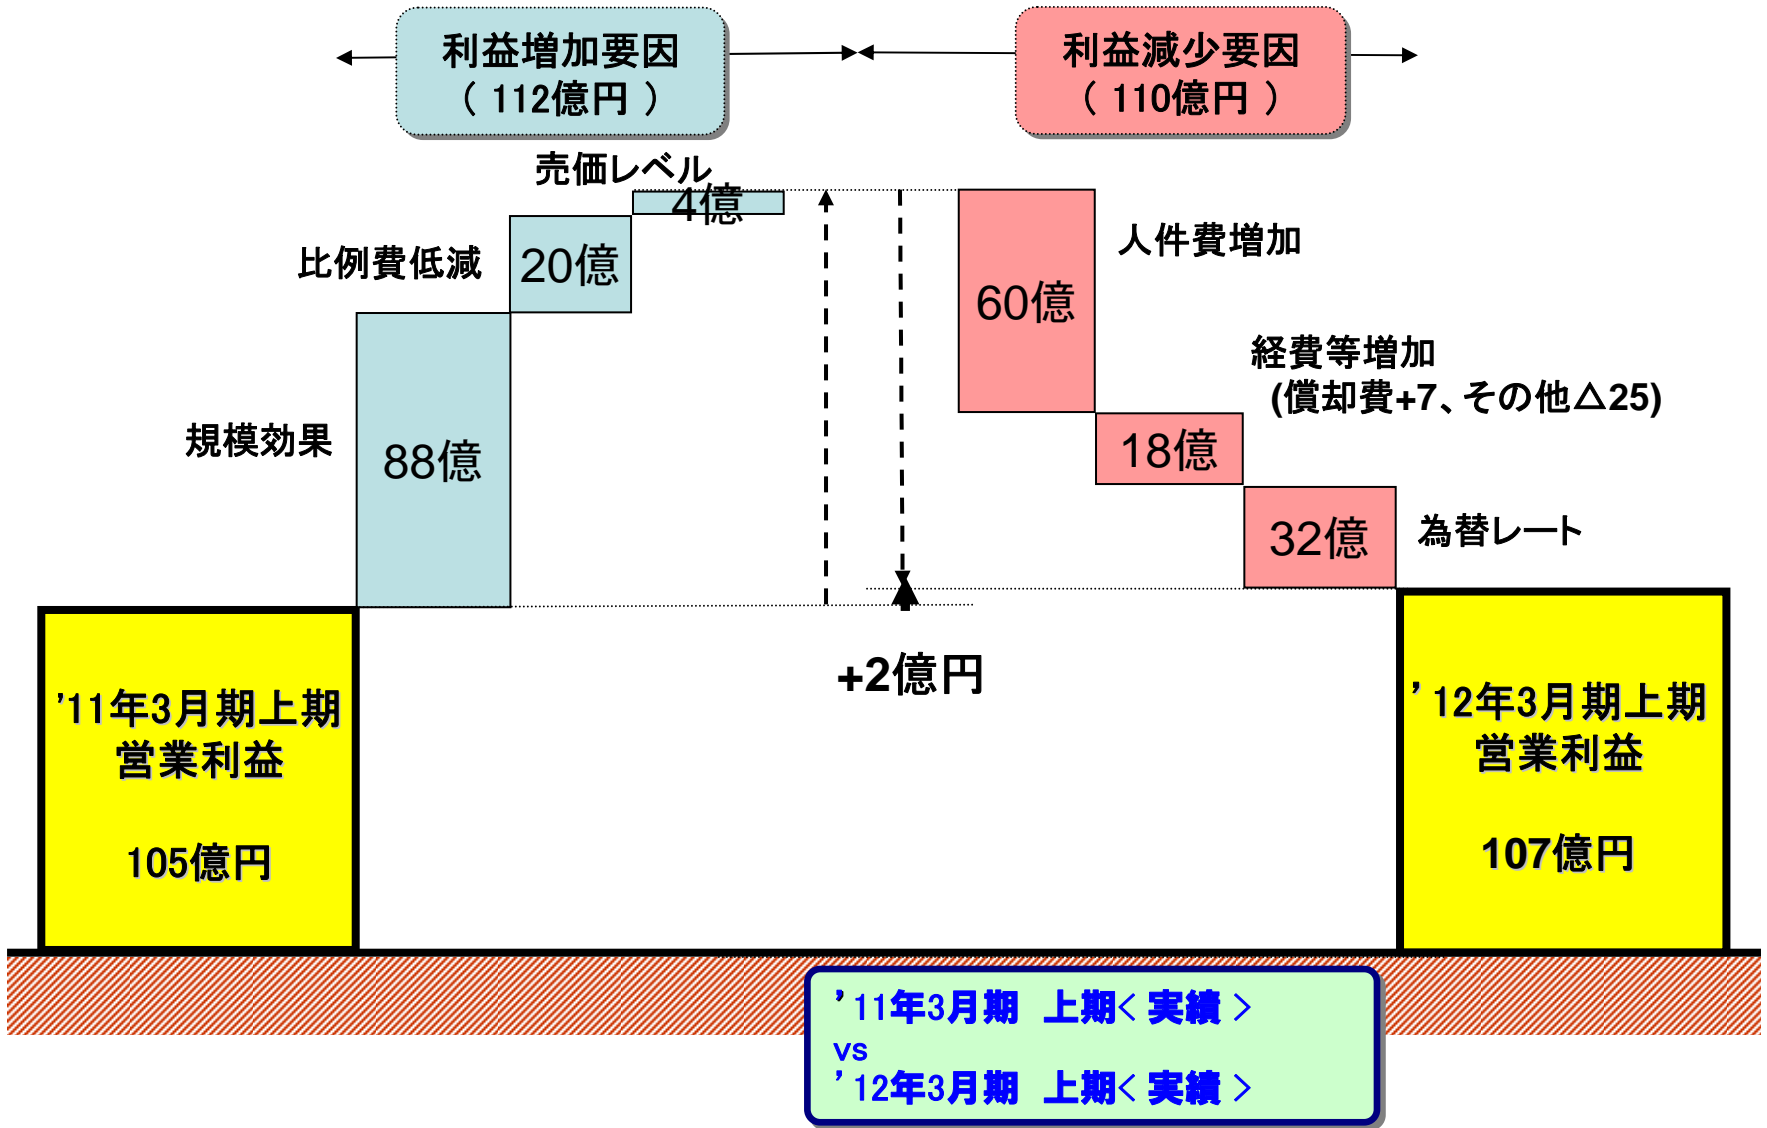 利益増加要因
（ 112億円 ）
利益減少要因
（ 110億円 ）
売価レベル
4億
比例費低減
20億
規模効果
88億
人件費増加
60億
経費等増加
(償却費+7、その他△25)
18億
32億
為替レート
+2億円
'11年3月期上期
営業利益
105億円
’12年3月期上期
営業利益
107億円
’11年3月期　上期＜実績＞
vs
’12年3月期　上期＜実績＞